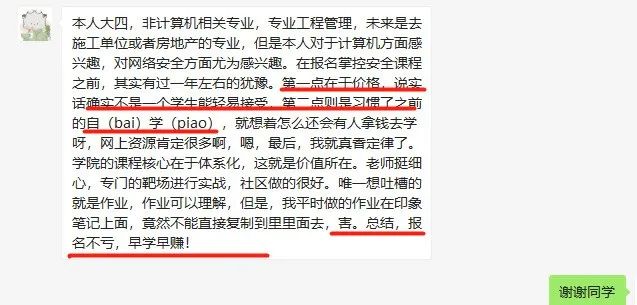 本人大四，非计算机相关专业，专业工程管理，未来是去
施工单位或者房地产的专业，但是本人对于计算机方面感
兴趣，对网络安全方面尤为感兴趣。在报名掌控安全课程
之前，其实有过一年左右的犹豫。第一点在于价格，说实
话确实不是一个学生能轻易接受，第二点则是习惯了之前
的自（bai）学（piao），就想着怎么还会有人拿钱去学
呀，网上资源肯定很多啊，嗯，最后，我就真香定律了。
学院的课程核心在于体系化，这就是价值所在。老师挺细
心，专门的靶场进行实战，社区做的很好。唯一想吐槽的
就是作业，作业可以理解，但是，我平时做的作业在印象
笔记上面，竟然不能直接复制到里里面去，害。总结，报
名不亏，早学早赚！
谢谢同学